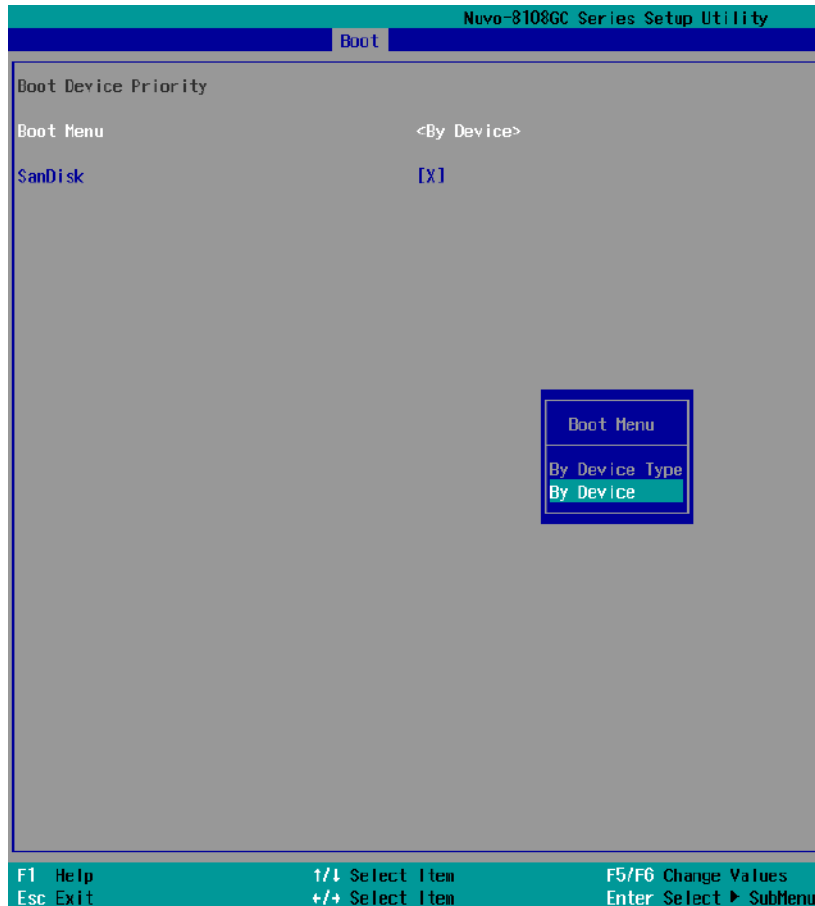 Nuvo-8108GC Series Setup Utility
Boot
Boot Device Priority
Boot Menu <By Device>
SanDisk [X]
Boot Menu
By Device Type
By Device
F1 Help ↑/↓ Select Item F5/F6 Change Values
Esc Exit ←/→ Select Item Enter Select ▶ SubMenu